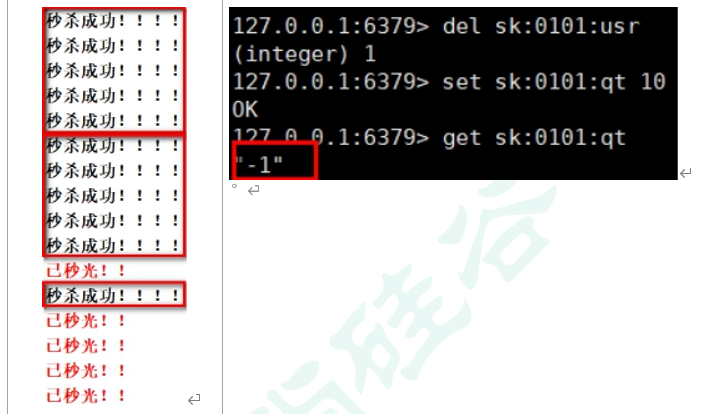 秒杀成功！！！！
秒杀成功！！！！
秒杀成功！！！！
秒杀成功！！！！
秒杀成功！！！！
秒杀成功！！！！
秒杀成功！！！！
秒杀成功！！！！
秒杀成功！！！！
秒杀成功！！！！
已秒光！！
秒杀成功！！！！
已秒光！！
已秒光！！
已秒光！！
已秒光！！
127.0.0.1:6379> del sk:0101:usr
(integer) 1
127.0.0.1:6379> set sk:0101:qt 10
OK
127.0.0.1:6379> get sk:0101:qt
"-1"
。
硅谷